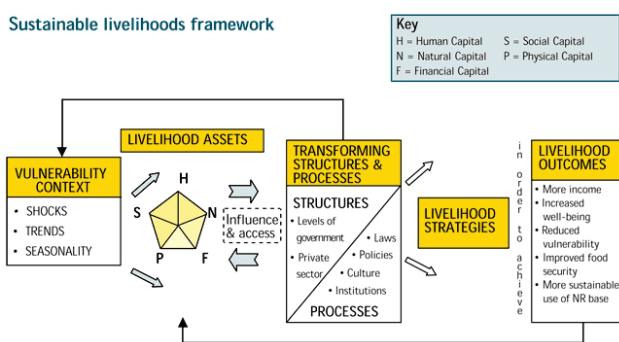 Sustainable livelihoods framework
Key
H = Human Capital S = Social Capital
N = Natural Capital P = Physical Capital
F = Financial Capital
VULNERABILITY
CONTEXT
• SHOCKS
• TRENDS
• SEASONALITY
LIVELIHOOD ASSETS
H
S
N
P
F
Influence
& access
TRANSFORMING
STRUCTURES &
PROCESSES
STRUCTURES
• Levels of
government
• Private
sector
• Laws
• Policies
• Culture
• Institutions
PROCESSES
LIVELIHOOD
STRATEGIES
in order to achieve
LIVELIHOOD
OUTCOMES
• More income
• Increased
well-being
• Reduced
vulnerability
• Improved food
security
• More sustainable
use of NR base